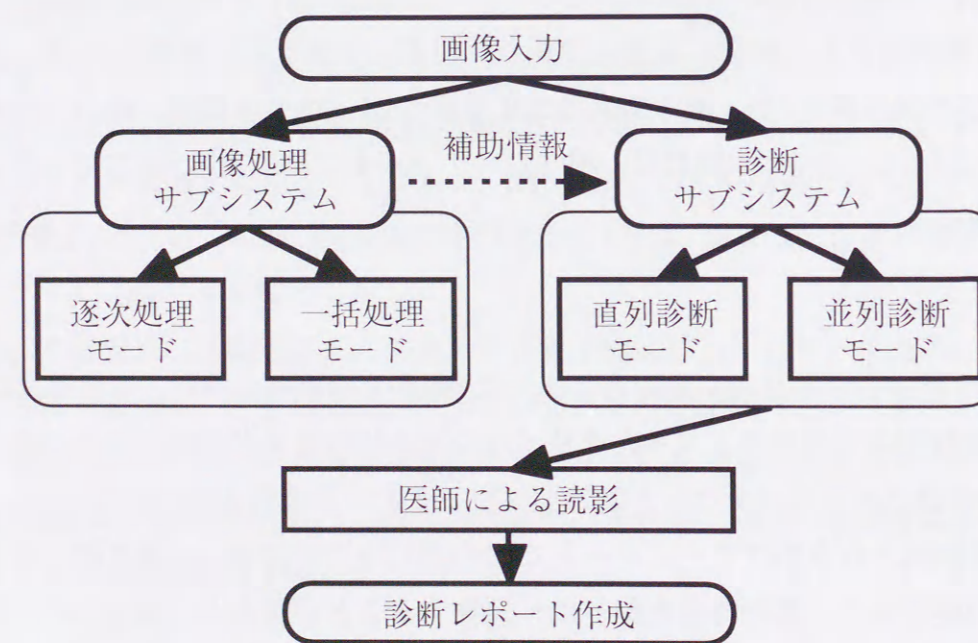 画像入力
画像処理
サブシステム
補助情報
診断
サブシステム
逐次処理
モード
一括処理
モード
直列診断
モード
並列診断
モード
医師による読影
診断レポート作成